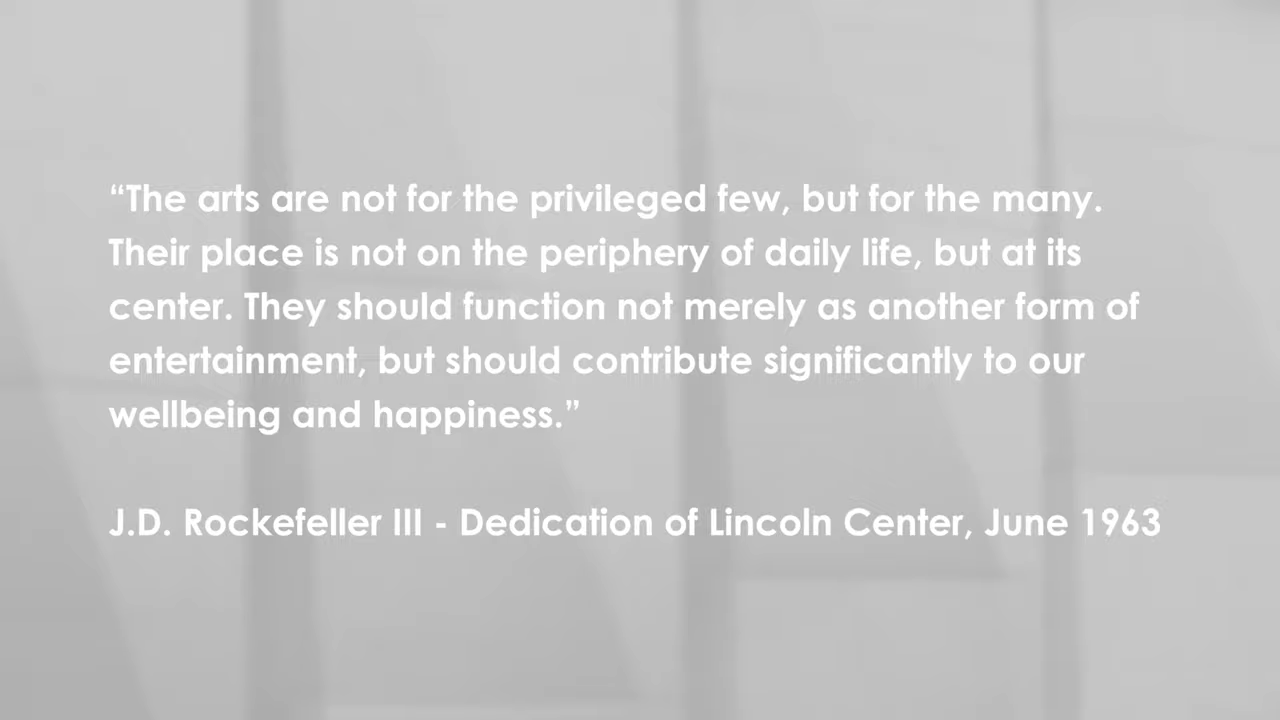 “The arts are not for the privileged few, but for the many.
Their place is not on the periphery of daily life, but at its
center. They should function not merely as another form of
entertainment, but should contribute significantly to our
wellbeing and happiness.”
J.D. Rockefeller III - Dedication of Lincoln Center, June 1963